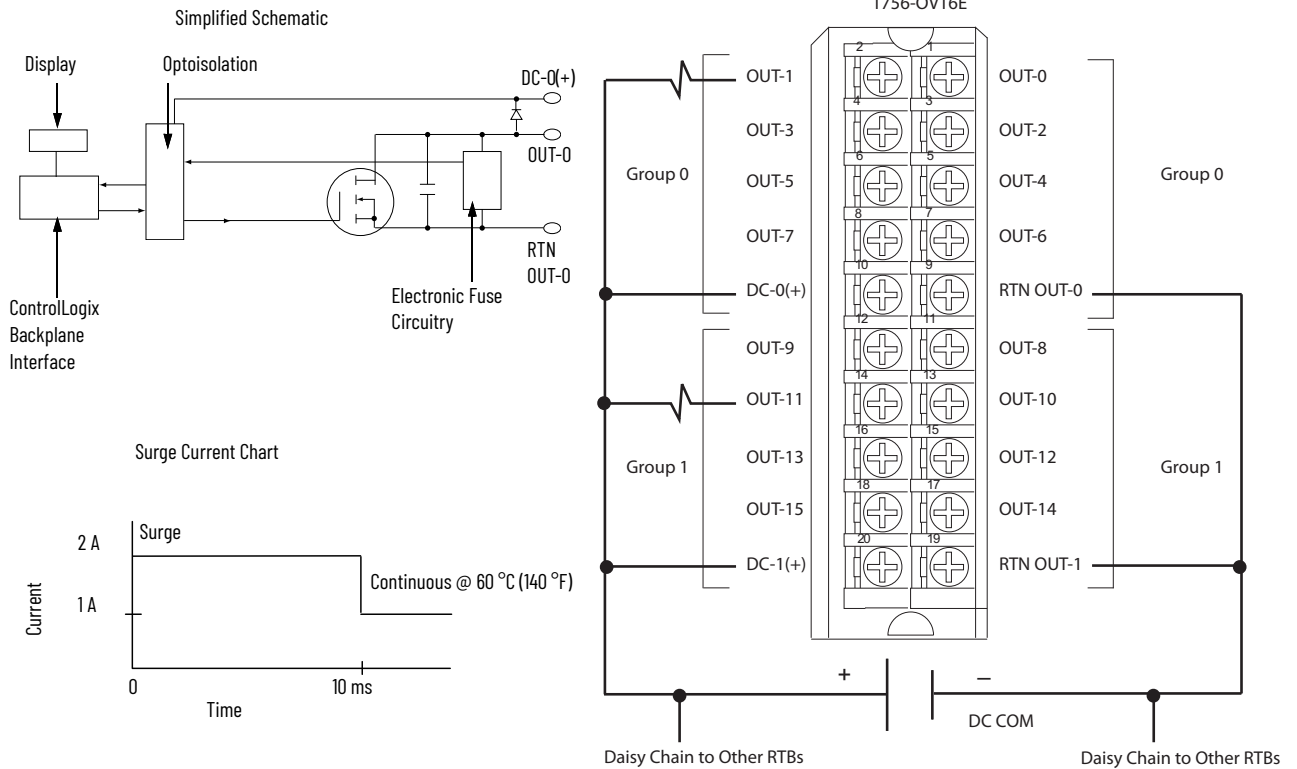 Simplified Schematic
Display
Optoisolation
DC-0(+)
OUT-0
RTN
OUT-0
Electronic Fuse
Circuitry
ControlLogix
Backplane
Interface
Surge Current Chart
Surge
2 A
1 A
Current
Continuous @ 60 °C (140 °F)
0
10 ms
Time
1756-OV16E
2
1
OUT-1
OUT-0
4
3
OUT-3
OUT-2
6
5
Group 0
OUT-5
OUT-4
Group 0
8
7
OUT-7
OUT-6
10
9
DC-0(+)
RTN OUT-0
12
11
OUT-9
OUT-8
14
13
OUT-11
OUT-10
16
15
Group 1
OUT-13
OUT-12
Group 1
18
17
OUT-15
OUT-14
20
19
DC-1(+)
RTN OUT-1
+
–
DC COM
Daisy Chain to Other RTBs
Daisy Chain to Other RTBs